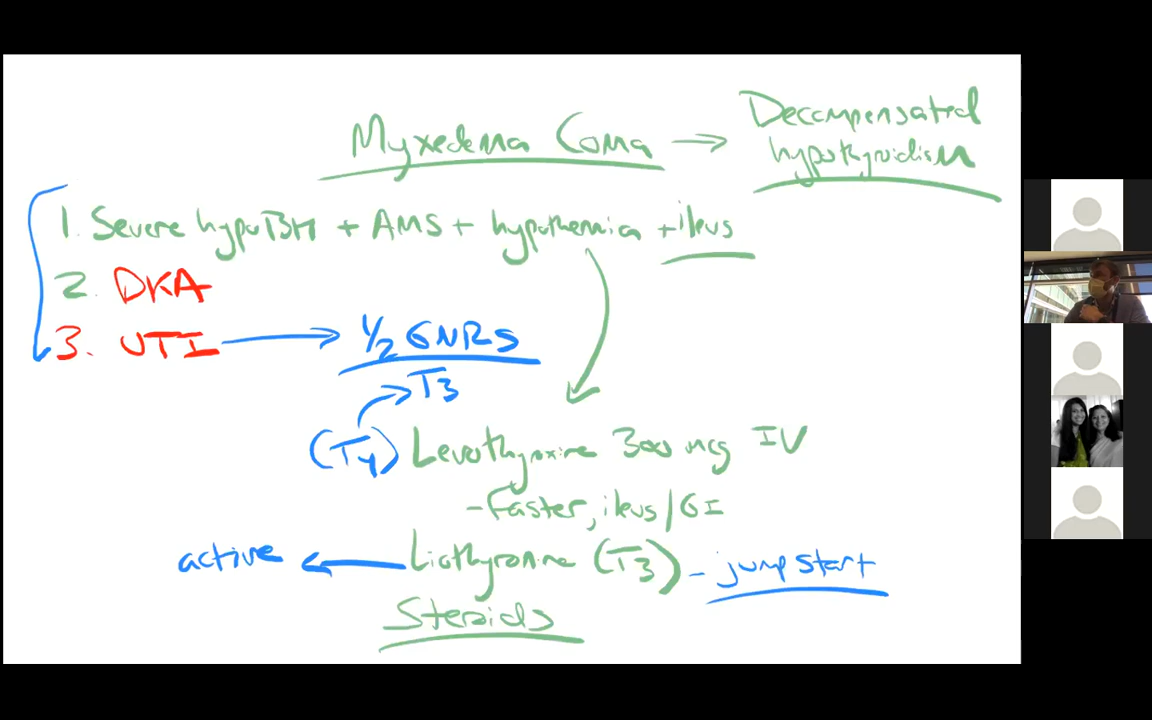 Myxedema Coma → Decompensated
hypothyroidism
1. Severe hypoTSH + AMS + hypothermia + ileus
2. DKA
3. UTI → 1/2 GNRS
T3
(T4) Levothyroxine 300 mcg IV
- Faster, ileus/GI
active ← Liothyronine (T3) - jump start
Steroids